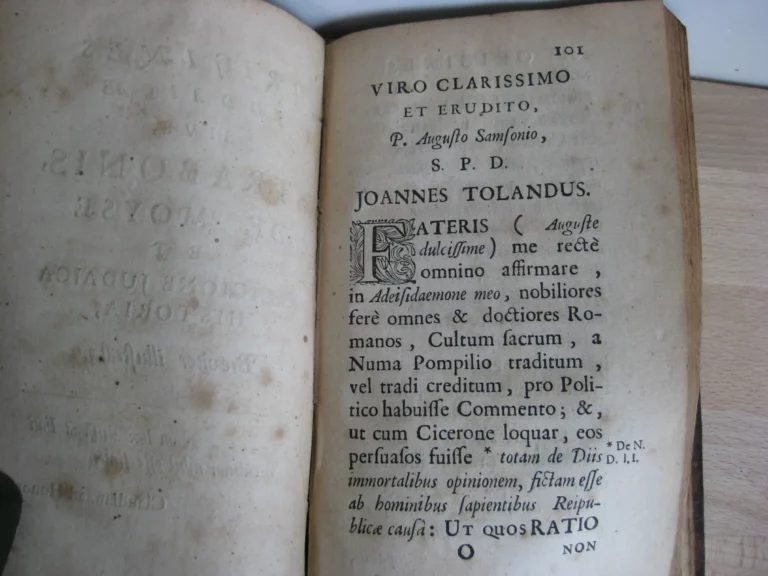 101
VIRO CLARISSIMO
ET ERUDITO,
P. Auguſto Samſonio,
S. P. D.
JOANNES TOLANDUS.
FATERIS ( Auguſte
dulciſſime ) me rectè
omnino affirmare ,
in Adeiſidaemone meo , nobiliores
ferè omnes & doctiores Ro-
manos , Cultum ſacrum , a
Numa Pompilio traditum ,
vel tradi creditum , pro Poli-
tico habuiſſe Commento ; & ,
ut cum Cicerone loquar , eos
perſuaſos fuiſſe * totam de Diis
* De N.
D. I. I.
immortalibus opinionem, fictam eſſe
ab hominibus ſapientibus Reipu-
blicæ cauſâ : UT QUOS RATIO
O
NON